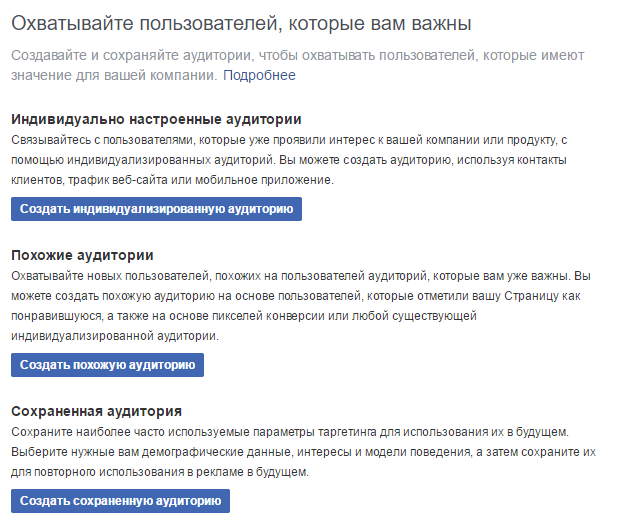 Охватывайте пользователей, которые вам важны
Создавайте и сохраняйте аудитории, чтобы охватывать пользователей, которые имеют
значение для вашей компании. Подробнее
Индивидуально настроенные аудитории
Связывайтесь с пользователями, которые уже проявили интерес к вашей компании или продукту, с
помощью индивидуализированных аудиторий. Вы можете создать аудиторию, используя контакты
клиентов, трафик веб-сайта или мобильное приложение.
Создать индивидуализированную аудиторию
Похожие аудитории
Охватывайте новых пользователей, похожих на пользователей аудиторий, которые вам уже важны. Вы
можете создать похожую аудиторию на основе пользователей, которые отметили вашу Страницу как
понравившуюся, а также на основе пикселей конверсии или любой существующей
индивидуализированной аудитории.
Создать похожую аудиторию
Сохраненная аудитория
Сохраните наиболее часто используемые параметры таргетинга для использования их в будущем.
Выберите нужные вам демографические данные, интересы и модели поведения, а затем сохраните их
для повторного использования в рекламе в будущем.
Создать сохраненную аудиторию